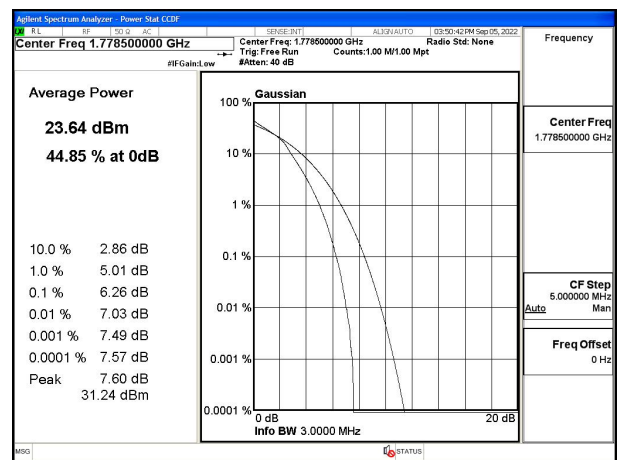 Agilent Spectrum Analyzer - Power Stat CCDF
LXI RL RF 50 Ω AC SENSE:INT ALIGN AUTO 03:50:42 PM Sep 05, 2022
Center Freq 1.778500000 GHz
Center Freq: 1.778500000 GHz Radio Std: None
Trig: Free Run Counts:1.00 M/1.00 Mpt
#IFGain:Low #Atten: 40 dB
Frequency
Average Power
23.64 dBm
44.85 % at 0dB
10.0 % 2.86 dB
1.0 % 5.01 dB
0.1 % 6.26 dB
0.01 % 7.03 dB
0.001 % 7.49 dB
0.0001 % 7.57 dB
Peak 7.60 dB
31.24 dBm
Gaussian
100 %
10 %
1 %
0.1 %
0.01 %
0.001 %
0.0001 %
0 dB 20 dB
Info BW 3.0000 MHz
Center Freq
1.778500000 GHz
CF Step
5.000000 MHz
Auto Man
Freq Offset
0 Hz
MSG STATUS